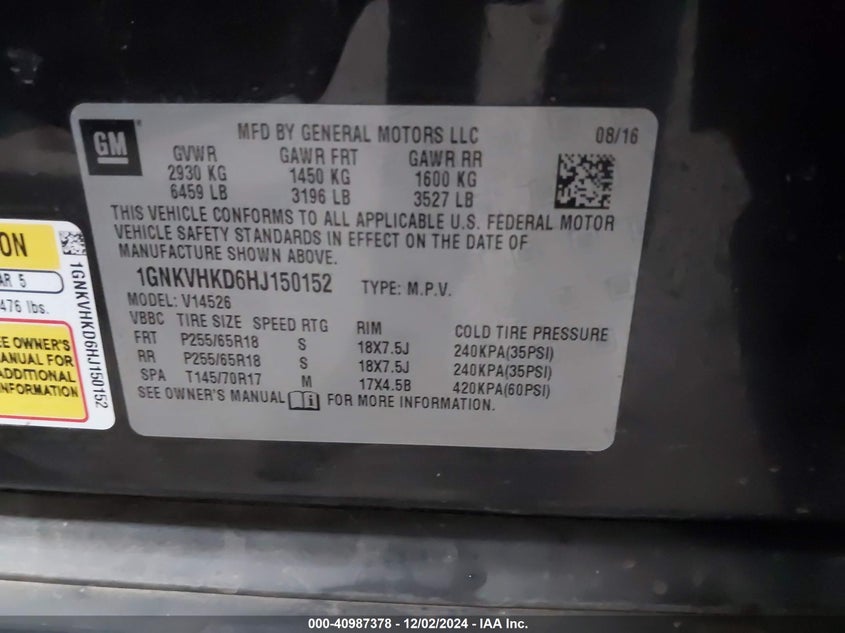 GM
MFD BY GENERAL MOTORS LLC 08/16
GVWR GAWR FRT GAWR RR
2930 KG 1450 KG 1600 KG
6459 LB 3196 LB 3527 LB
THIS VEHICLE CONFORMS TO ALL APPLICABLE U.S. FEDERAL MOTOR
VEHICLE SAFETY STANDARDS IN EFFECT ON THE DATE OF
MANUFACTURE SHOWN ABOVE.
1GNKVHKD6HJ150152 TYPE: M.P.V.
MODEL: V14526
VBBC TIRE SIZE SPEED RTG RIM COLD TIRE PRESSURE
FRT P255/65R18 S 18X7.5J 240KPA(35PSI)
RR P255/65R18 S 18X7.5J 240KPA(35PSI)
SPA T145/70R17 M 17X4.5B 420KPA(60PSI)
SEE OWNER'S MANUAL FOR MORE INFORMATION.
ON
AR 5
476 lbs.
EE OWNER'S
MANUAL FOR
ADDITIONAL
INFORMATION
1GNKVHKD6HJ150152
000-40987378 - 12/02/2024 - IAA Inc.